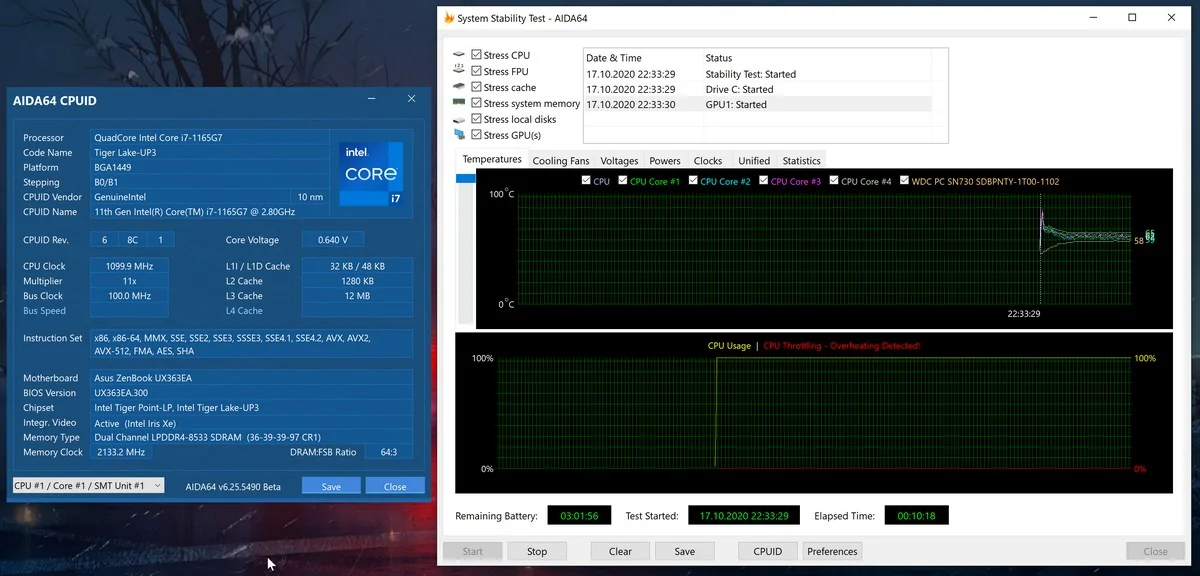 System Stability Test - AIDA64
Stress CPU
Stress FPU
Stress cache
Stress system memory
Stress local disks
Stress GPU(s)
Date & Time Status
17.10.2020 22:33:29 Stability Test: Started
17.10.2020 22:33:29 Drive C: Started
17.10.2020 22:33:30 GPU1: Started
Temperatures Cooling Fans Voltages Powers Clocks Unified Statistics
CPU CPU Core #1 CPU Core #2 CPU Core #3 CPU Core #4 WDC PC SN730 SDBPNTY-1T00-1102
100°C
58
0°C
22:33:29
CPU Usage | CPU Throttling - Overheating Detected!
100% 100%
0% 0%
Remaining Battery: 03:01:56 Test Started: 17.10.2020 22:33:29 Elapsed Time: 00:10:18
Start Stop Clear Save CPUID Preferences Close
AIDA64 CPUID
Processor QuadCore Intel Core i7-1165G7
Code Name Tiger Lake-UP3
Platform BGA1449
Stepping B0/B1
CPUID Vendor GenuineIntel 10 nm
CPUID Name 11th Gen Intel(R) Core(TM) i7-1165G7 @ 2.80GHz
intel.
CORE
i7
CPUID Rev. 6 8C 1 Core Voltage 0.640 V
CPU Clock 1099.9 MHz L1I / L1D Cache 32 KB / 48 KB
Multiplier 11x L2 Cache 1280 KB
Bus Clock 100.0 MHz L3 Cache 12 MB
Bus Speed L4 Cache
Instruction Set x86, x86-64, MMX, SSE, SSE2, SSE3, SSSE3, SSE4.1, SSE4.2, AVX, AVX2,
AVX-512, FMA, AES, SHA
Motherboard Asus ZenBook UX363EA
BIOS Version UX363EA.300
Chipset Intel Tiger Point-LP, Intel Tiger Lake-UP3
Integr. Video Active (Intel Iris Xe)
Memory Type Dual Channel LPDDR4-8533 SDRAM (36-39-39-97 CR1)
Memory Clock 2133.2 MHz DRAM:FSB Ratio 64:3
CPU #1 / Core #1 / SMT Unit #1 AIDA64 v6.25.5490 Beta Save Close